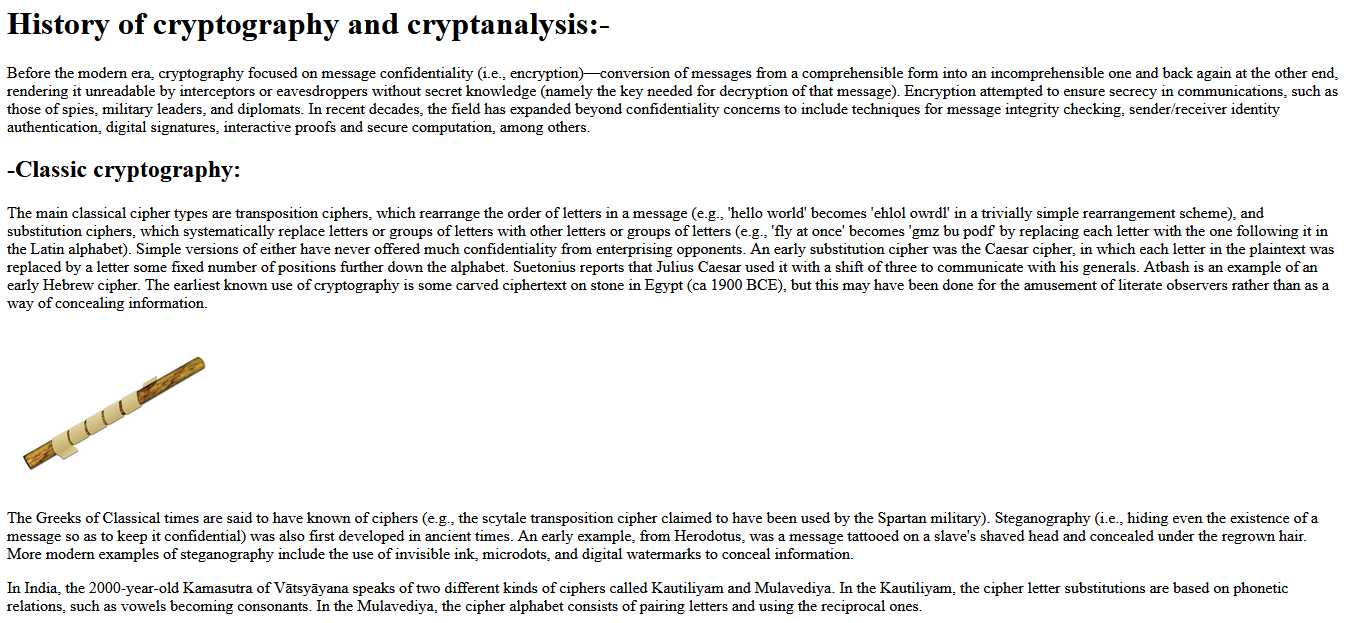 History of cryptography and cryptanalysis:-
Before the modern era, cryptography focused on message confidentiality (i.e., encryption)—conversion of messages from a comprehensible form into an incomprehensible one and back again at the other end,
rendering it unreadable by interceptors or eavesdroppers without secret knowledge (namely the key needed for decryption of that message). Encryption attempted to ensure secrecy in communications, such as
those of spies, military leaders, and diplomats. In recent decades, the field has expanded beyond confidentiality concerns to include techniques for message integrity checking, sender/receiver identity
authentication, digital signatures, interactive proofs and secure computation, among others.
-Classic cryptography:
The main classical cipher types are transposition ciphers, which rearrange the order of letters in a message (e.g., 'hello world' becomes 'ehlol owrdl' in a trivially simple rearrangement scheme), and
substitution ciphers, which systematically replace letters or groups of letters with other letters or groups of letters (e.g., 'fly at once' becomes 'gmz bu podf' by replacing each letter with the one following it in
the Latin alphabet). Simple versions of either have never offered much confidentiality from enterprising opponents. An early substitution cipher was the Caesar cipher, in which each letter in the plaintext was
replaced by a letter some fixed number of positions further down the alphabet. Suetonius reports that Julius Caesar used it with a shift of three to communicate with his generals. Atbash is an example of an
early Hebrew cipher. The earliest known use of cryptography is some carved ciphertext on stone in Egypt (ca 1900 BCE), but this may have been done for the amusement of literate observers rather than as a
way of concealing information.
The Greeks of Classical times are said to have known of ciphers (e.g., the scytale transposition cipher claimed to have been used by the Spartan military). Steganography (i.e., hiding even the existence of a
message so as to keep it confidential) was also first developed in ancient times. An early example, from Herodotus, was a message tattooed on a slave's shaved head and concealed under the regrown hair.
More modern examples of steganography include the use of invisible ink, microdots, and digital watermarks to conceal information.
In India, the 2000-year-old Kamasutra of Vātsyāyana speaks of two different kinds of ciphers called Kautiliyam and Mulavediya. In the Kautiliyam, the cipher letter substitutions are based on phonetic
relations, such as vowels becoming consonants. In the Mulavediya, the cipher alphabet consists of pairing letters and using the reciprocal ones.